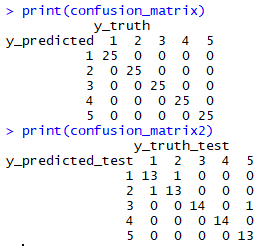 > print(confusion_matrix)
y_truth
y_predicted 1 2 3 4 5
1 25 0 0 0 0
2 0 25 0 0 0
3 0 0 25 0 0
4 0 0 0 25 0
5 0 0 0 0 25
> print(confusion_matrix2)
y_truth_test
y_predicted_test 1 2 3 4 5
1 13 1 0 0 0
2 1 13 0 0 0
3 0 0 14 0 1
4 0 0 0 14 0
5 0 0 0 0 13